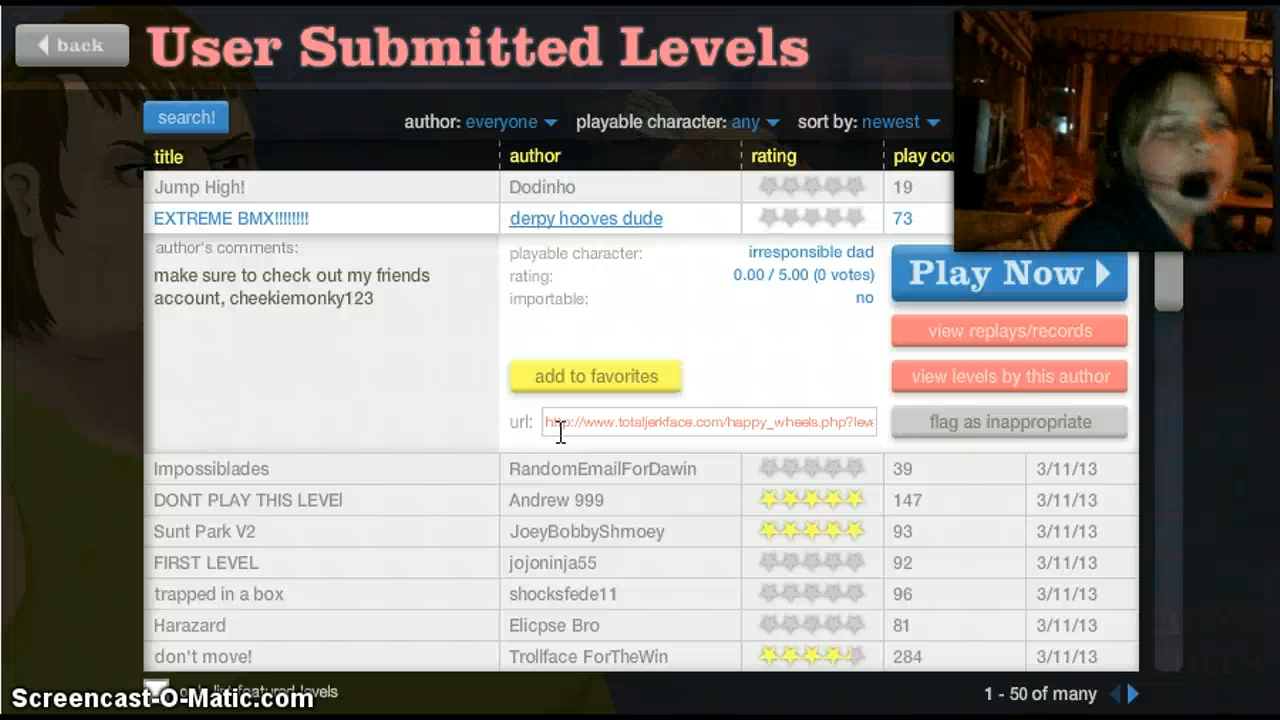 back
User Submitted Levels
search!
author: everyone playable character: any sort by: newest
title author rating
Jump High! Dodinho 19
EXTREME BMX!!!!!!!! derpy hooves dude 73
author's comments:
make sure to check out my friends
account, cheekiemonky123
playable character: irresponsible dad
rating: 0.00 / 5.00 (0 votes)
importable: no
add to favorites
url: http://www.totaljerkface.com/happy_wheels.php?lev
Play Now
view replays/records
view levels by this author
flag as inappropriate
Impossiblades RandomEmailForDawin 39 3/11/13
DONT PLAY THIS LEVEl Andrew 999 147 3/11/13
Sunt Park V2 JoeyBobbyShmoey 93 3/11/13
FIRST LEVEL jojoninja55 92 3/11/13
trapped in a box shocksfede11 96 3/11/13
Harazard Elicpse Bro 81 3/11/13
don't move! Trollface ForTheWin 284 3/11/13
only list featured levels
Screencast-O-Matic.com
1 - 50 of many